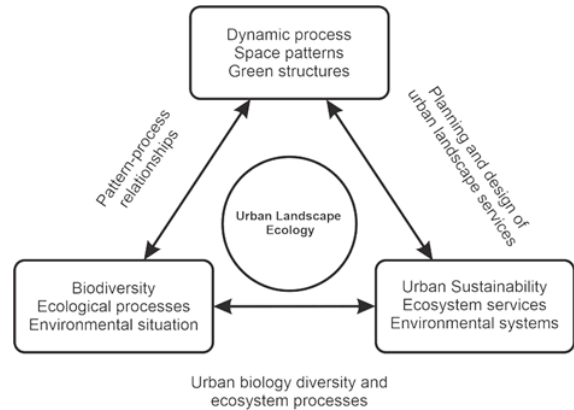 Dynamic process
Space patterns
Green structures
Pattern-process
relationships
Planning and design of
urban landscape services
Urban Landscape
Ecology
Biodiversity
Ecological processes
Environmental situation
Urban Sustainability
Ecosystem services
Environmental systems
Urban biology diversity and
ecosystem processes